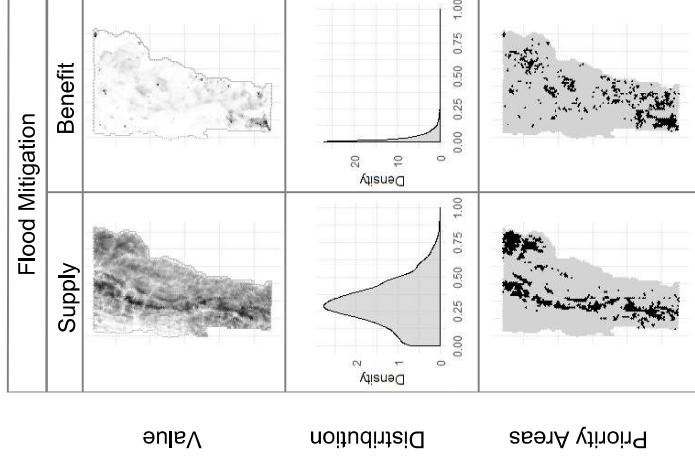 Flood Mitigation
Supply Benefit
Value
Distribution
Density
2
1
0
0.00 0.25 0.50 0.75 1.00
Density
20
10
0
0.00 0.25 0.50 0.75 1.00
Priority Areas